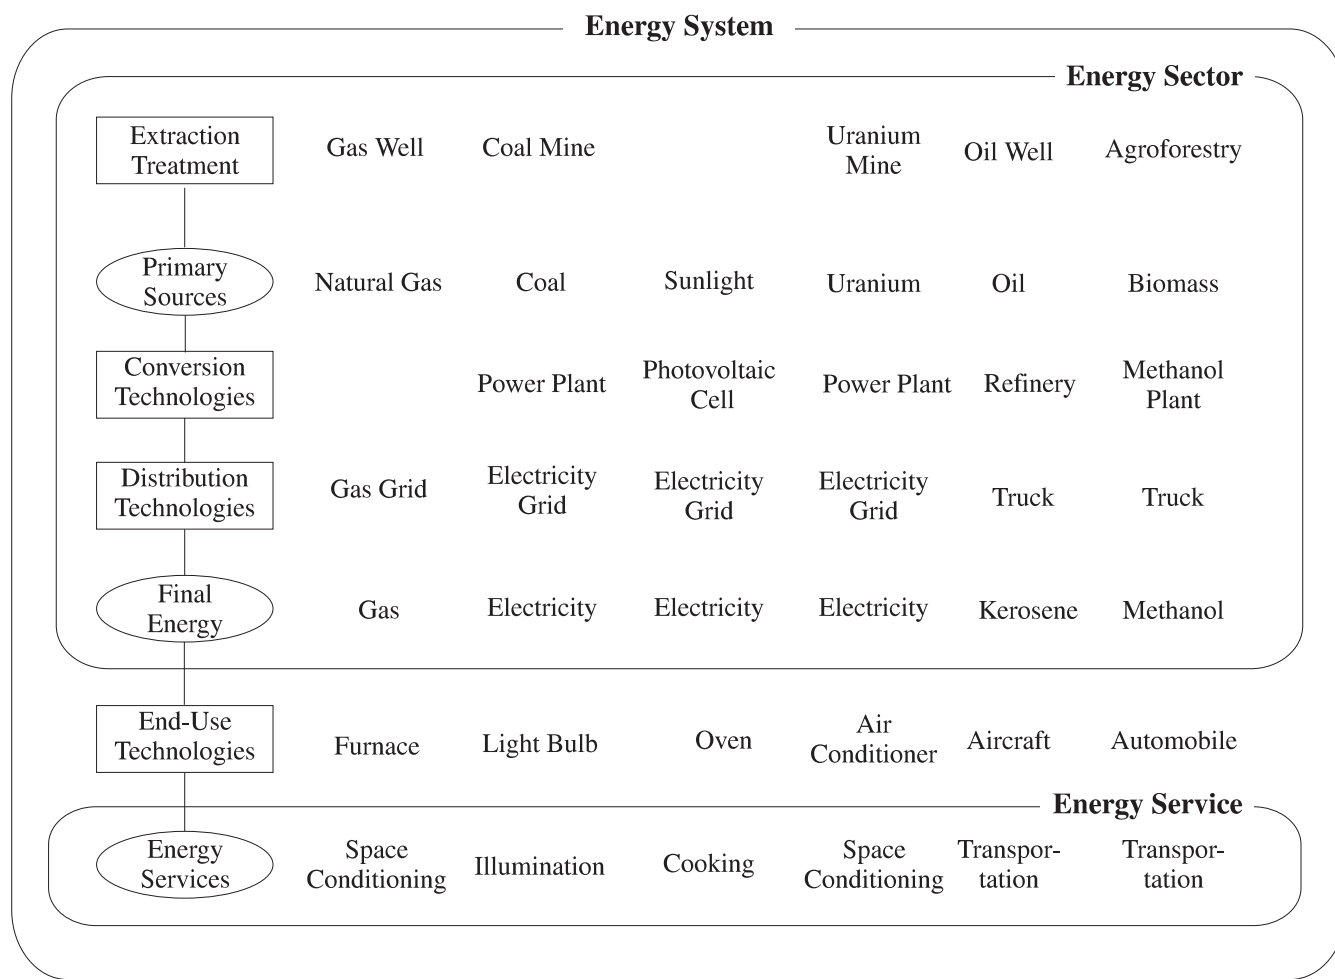 Energy System
Energy Sector
Extraction
Treatment
Gas Well
Coal Mine
Uranium
Mine
Oil Well
Agroforestry
Primary
Sources
Natural Gas
Coal
Sunlight
Uranium
Oil
Biomass
Conversion
Technologies
Power Plant
Photovoltaic
Cell
Power Plant
Refinery
Methanol
Plant
Distribution
Technologies
Gas Grid
Electricity
Grid
Electricity
Grid
Electricity
Grid
Truck
Truck
Final
Energy
Gas
Electricity
Electricity
Electricity
Kerosene
Methanol
End-Use
Technologies
Furnace
Light Bulb
Oven
Air
Conditioner
Aircraft
Automobile
Energy Service
Energy
Services
Space
Conditioning
Illumination
Cooking
Space
Conditioning
Transpor-
tation
Transpor-
tation